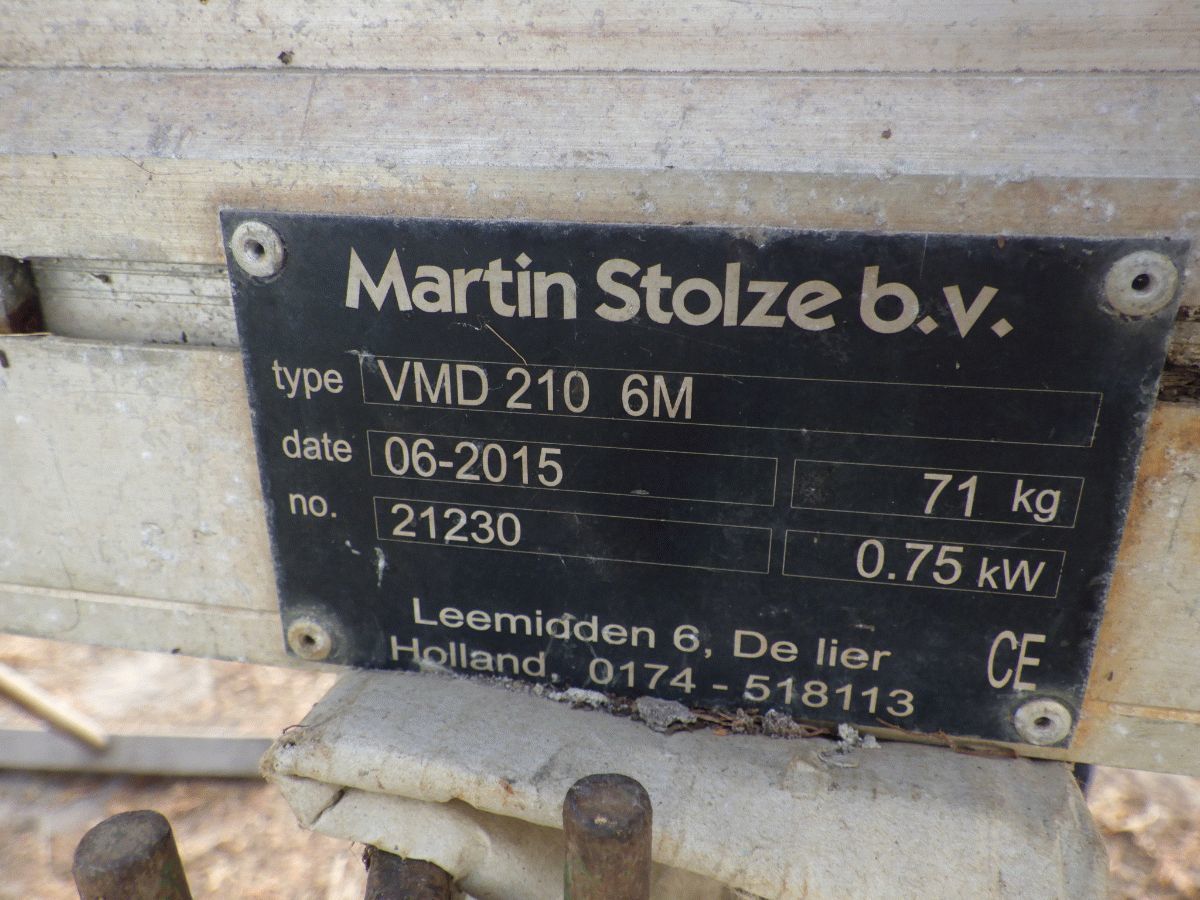 Martin Stolze b.v.
type VMD 210 6M
date 06-2015 71 kg
no. 21230 0.75 kW
Leemidden 6, De lier
Holland, 0174 - 518113
CE